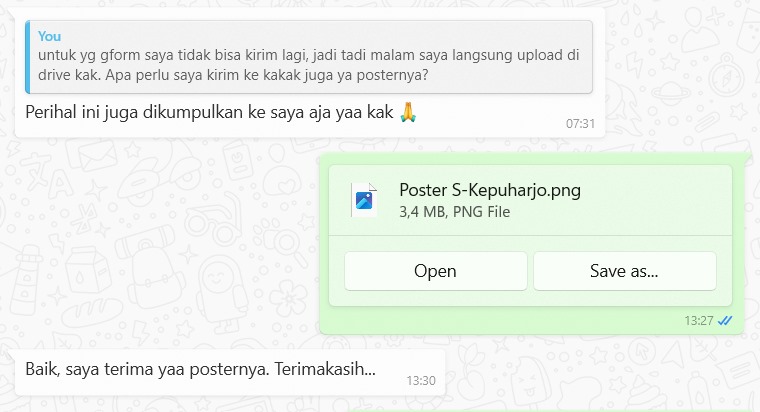 You
untuk yg gform saya tidak bisa kirim lagi, jadi tadi malam saya langsung upload di
drive kak. Apa perlu saya kirim ke kakak juga ya posternya?
Perihal ini juga dikumpulkan ke saya aja yaa kak 🙏
07:31
Poster S-Kepuharjo.png
3,4 MB, PNG File
Open
Save as...
13:27
Baik, saya terima yaa posternya. Terimakasih...
13:30